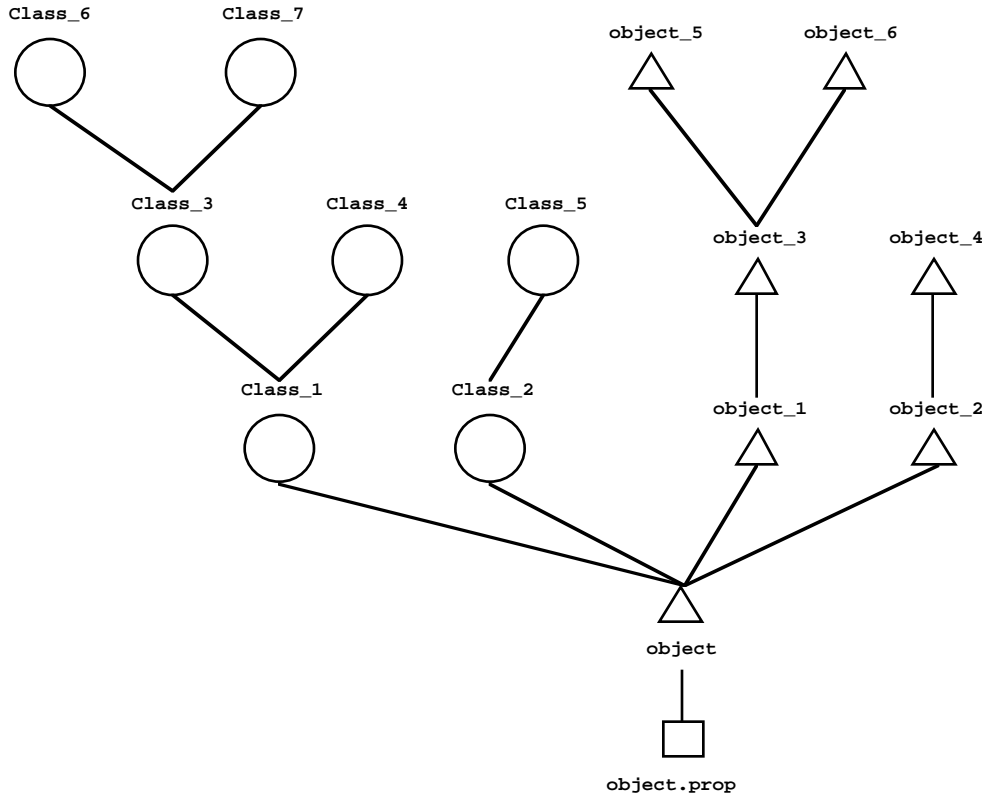 Class_6
Class_7
object_5
object_6
Class_3
Class_4
Class_5
object_3
object_4
Class_1
Class_2
object_1
object_2
object
object.prop